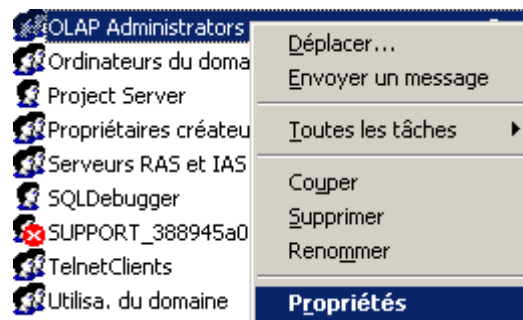 OLAP Administrators
Ordinateurs du doma
Project Server
Propriétaires créateu
Serveurs RAS et IAS
SQLDebugger
SUPPORT_388945a0
TelnetClients
Utilisa. du domaine
Déplacer...
Envoyer un message
Toutes les tâches
Couper
Supprimer
Renommer
Propriétés